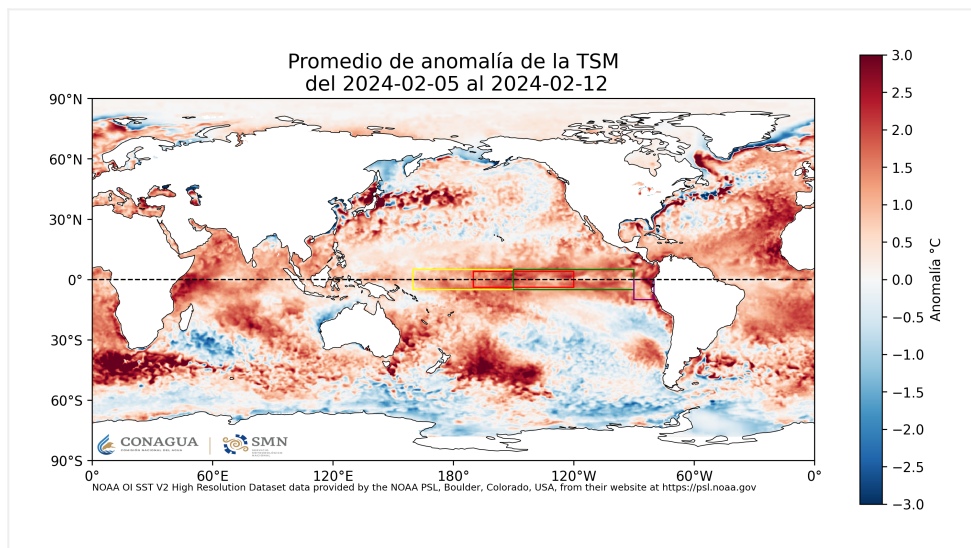 Promedio de anomalía de la TSM
del 2024-02-05 al 2024-02-12
90°N
60°N
30°N
0°
30°S
60°S
90°S
0°
60°E
120°E
180°
120°W
60°W
0°
CONAGUA
COMISIÓN NACIONAL DEL AGUA
SMN
NOAA OI SST V2 High Resolution Dataset data provided by the NOAA PSL, Boulder, Colorado, USA, from their website at https://psl.noaa.gov
3.0
2.5
2.0
1.5
1.0
0.5
0.0
−0.5
−1.0
−1.5
−2.0
−2.5
−3.0
Anomalía °C